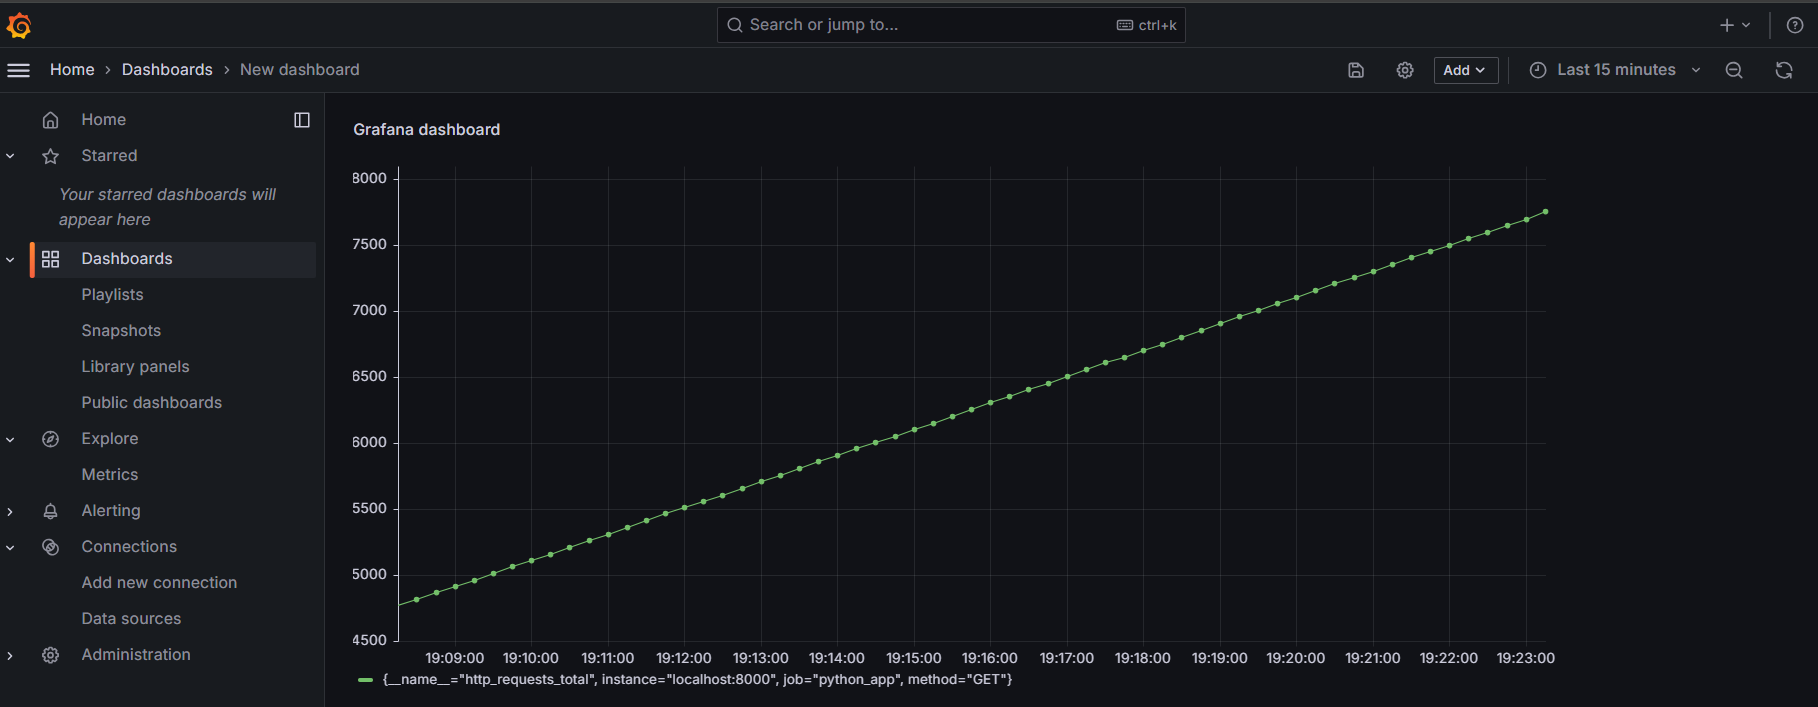 Search or jump to... ctrl+k
Home › Dashboards › New dashboard
Add
Last 15 minutes
Home
Starred
Your starred dashboards will
appear here
Dashboards
Playlists
Snapshots
Library panels
Public dashboards
Explore
Metrics
Alerting
Connections
Add new connection
Data sources
Administration
Grafana dashboard
8000
7500
7000
6500
6000
5500
5000
4500
19:09:00 19:10:00 19:11:00 19:12:00 19:13:00 19:14:00 19:15:00 19:16:00 19:17:00 19:18:00 19:19:00 19:20:00 19:21:00 19:22:00 19:23:00
{__name__="http_requests_total", instance="localhost:8000", job="python_app", method="GET"}